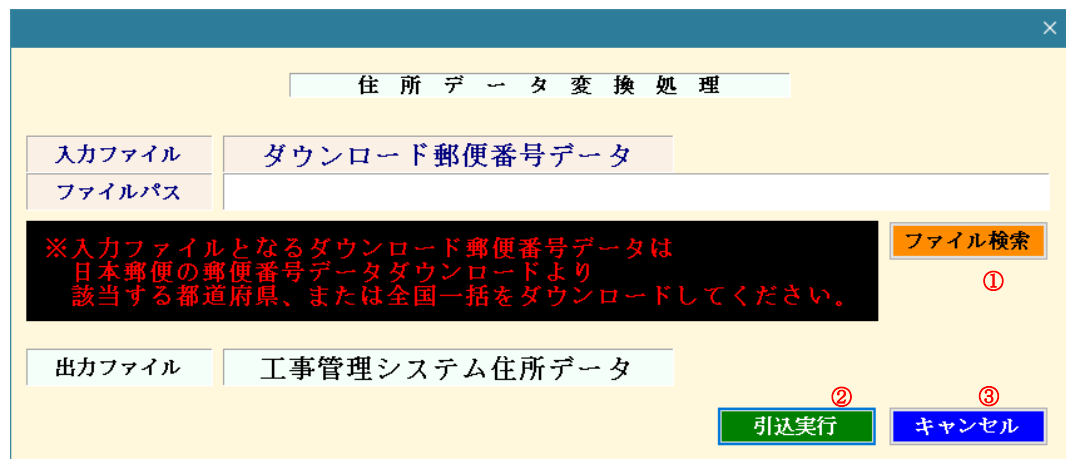 ×
住所データ変換処理
入力ファイル ダウンロード郵便番号データ
ファイルパス
※入力ファイルとなるダウンロード郵便番号データは
日本郵便の郵便番号データダウンロードより
該当する都道府県、または全国一括をダウンロードしてください。
ファイル検索
①
出力ファイル 工事管理システム住所データ
② ③
引込実行 キャンセル